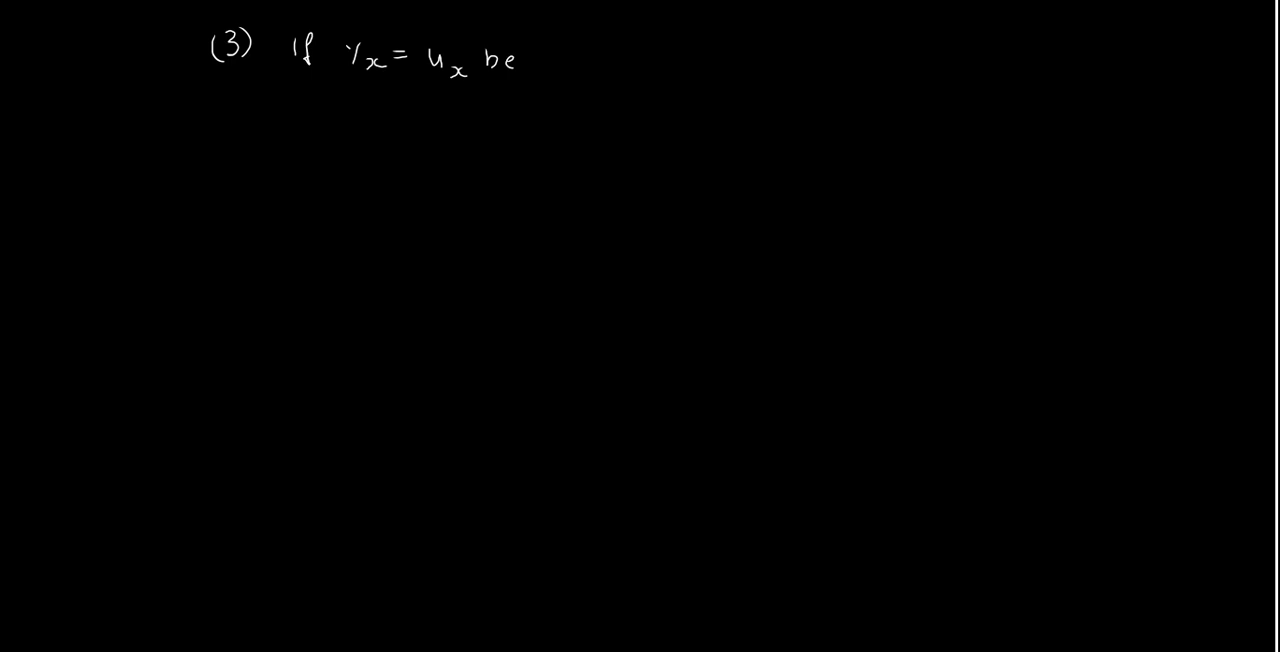 (3) If y_x = u_x be